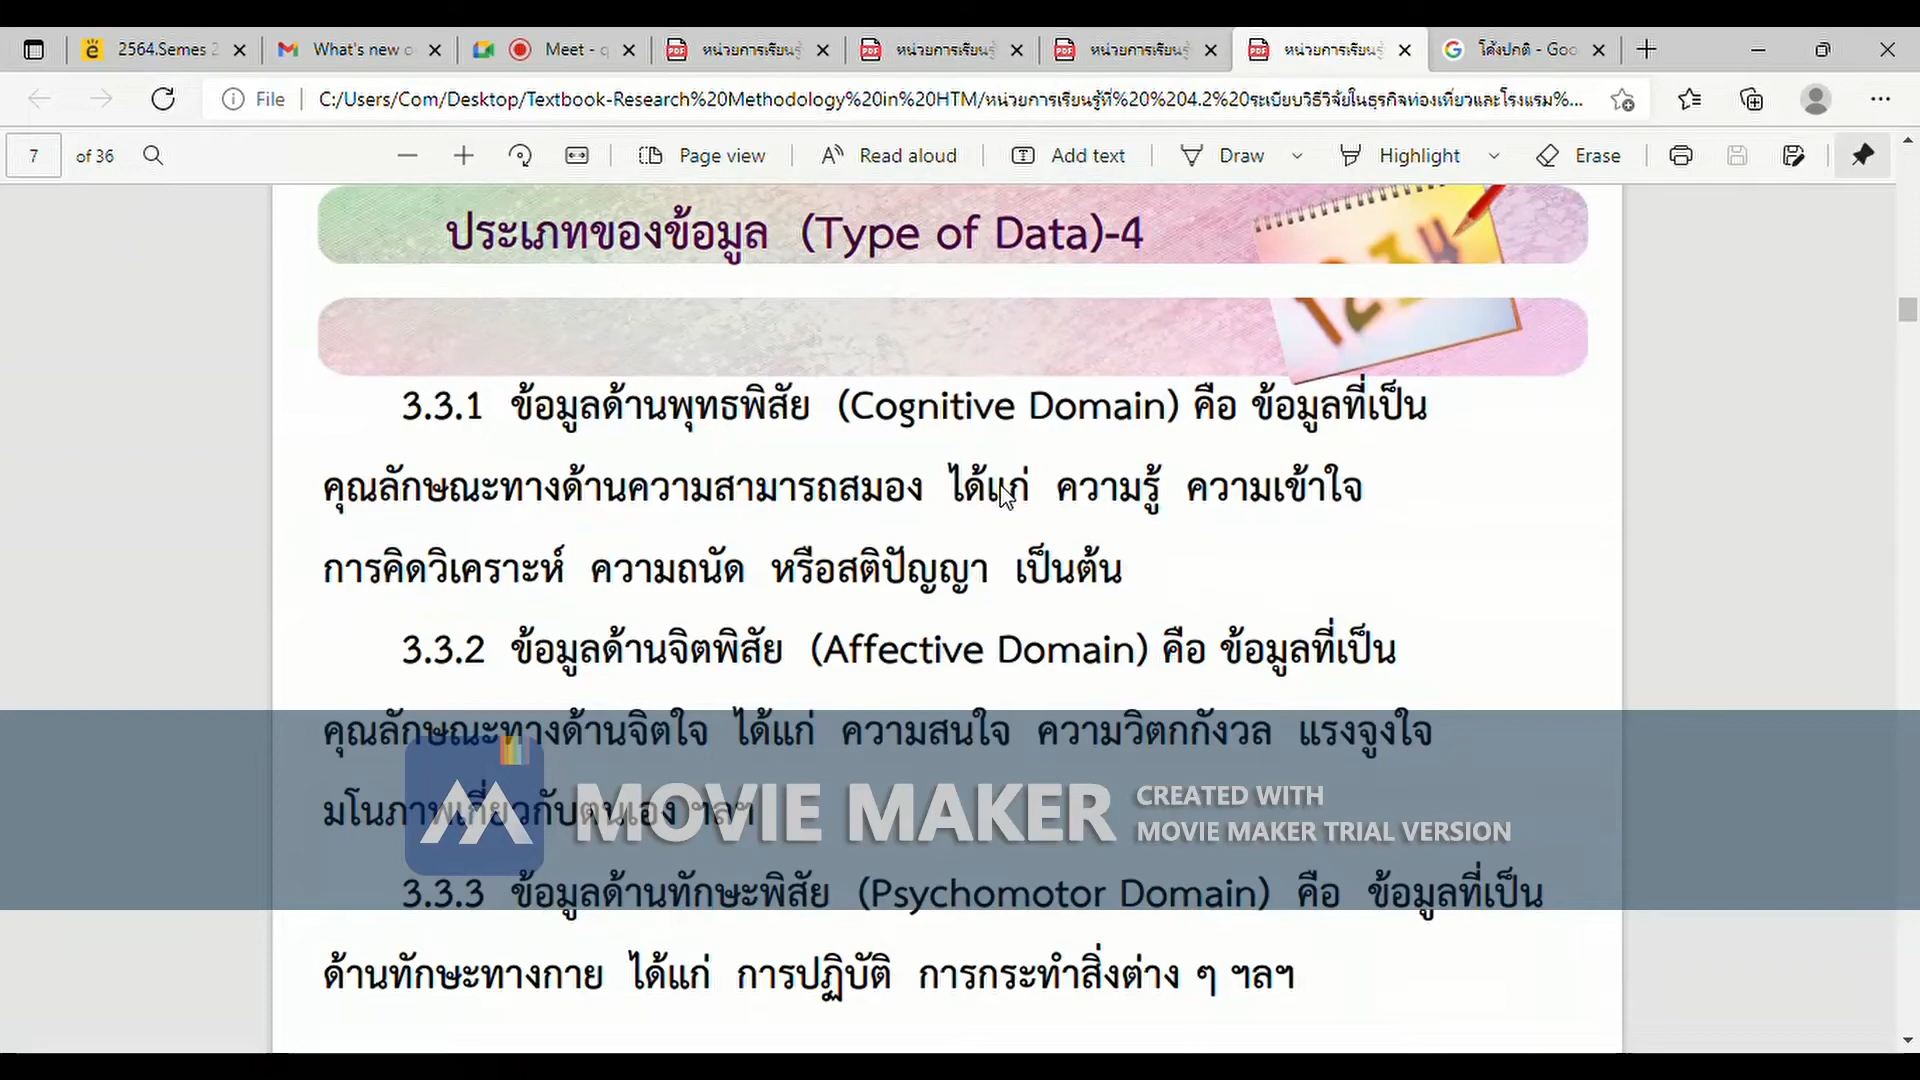 2564.Semes 2
What's new o
Meet - q
หน่วยการเรียนรู้
หน่วยการเรียนรู้
หน่วยการเรียนรู้
หน่วยการเรียนรู้
โค้งปกติ - Goo
File
C:/Users/Com/Desktop/Textbook-Research%20Methodology%20in%20HTM/หน่วยการเรียนรู้ที่%20%204.2%20ระเบียบวิธีวิจัยในธุรกิจท่องเที่ยวและโรงแรม%...
7 of 36
Page view
Read aloud
Add text
Draw
Highlight
Erase
ประเภทของข้อมูล (Type of Data)-4
3.3.1 ข้อมูลด้านพุทธพิสัย (Cognitive Domain) คือ ข้อมูลที่เป็น
คุณลักษณะทางด้านความสามารถสมอง ได้แก่ ความรู้ ความเข้าใจ
การคิดวิเคราะห์ ความถนัด หรือสติปัญญา เป็นต้น
3.3.2 ข้อมูลด้านจิตพิสัย (Affective Domain) คือ ข้อมูลที่เป็น
คุณลักษณะทางด้านจิตใจ ได้แก่ ความสนใจ ความวิตกกังวล แรงจูงใจ
มโนภาพเกี่ยวกับตนเอง ฯลฯ
MOVIE MAKER
CREATED WITH
MOVIE MAKER TRIAL VERSION
3.3.3 ข้อมูลด้านทักษะพิสัย (Psychomotor Domain) คือ ข้อมูลที่เป็น
ด้านทักษะทางกาย ได้แก่ การปฏิบัติ การกระทำสิ่งต่าง ๆ ฯลฯ